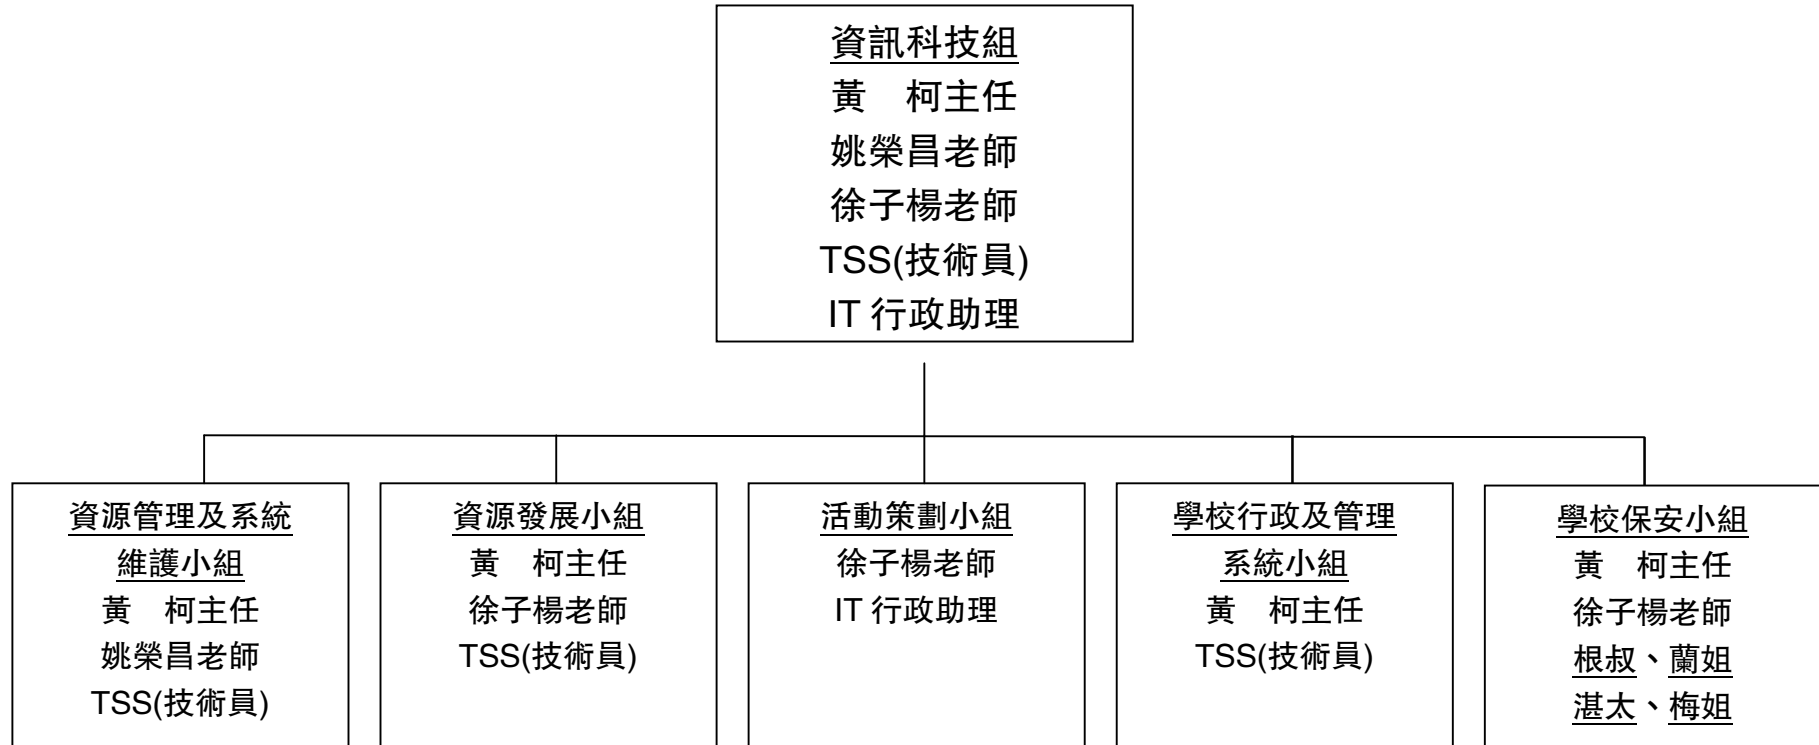 資訊科技組
黃　柯主任
姚榮昌老師
徐子楊老師
TSS(技術員)
IT 行政助理
資源管理及系統
維護小組
黃　柯主任
姚榮昌老師
TSS(技術員)
資源發展小組
黃　柯主任
徐子楊老師
TSS(技術員)
活動策劃小組
徐子楊老師
IT 行政助理
學校行政及管理
系統小組
黃　柯主任
TSS(技術員)
學校保安小組
黃　柯主任
徐子楊老師
根叔、蘭姐
湛太、梅姐